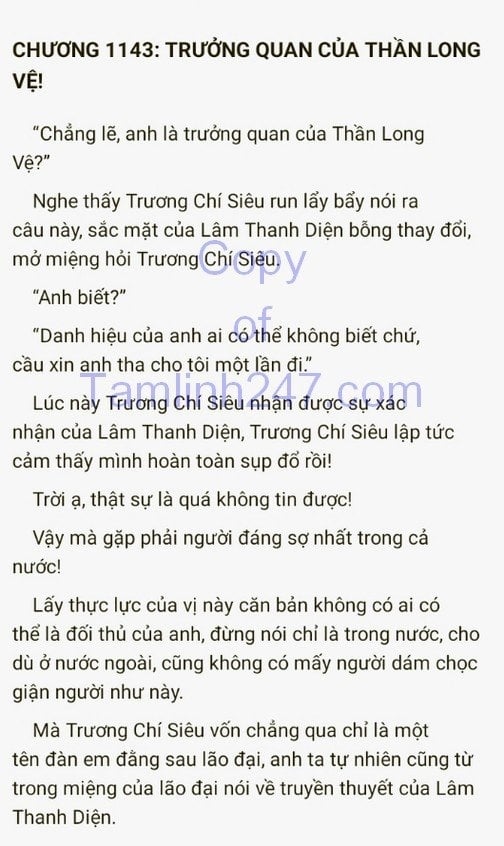 CHƯƠNG 1143: TRƯỞNG QUAN CỦA THẦN LONG
VỆ!
“Chẳng lẽ, anh là trưởng quan của Thần Long
Vệ?”
Nghe thấy Trương Chí Siêu run lẩy bẩy nói ra
câu này, sắc mặt của Lâm Thanh Diện bỗng thay đổi,
mở miệng hỏi Trương Chí Siêu.
Copy
“Anh biết?”
of
“Danh hiệu của anh ai có thể không biết chứ,
cầu xin anh tha cho tôi một lần đi.”
Tamlinh247.com
Lúc này Trương Chí Siêu nhận được sự xác
nhận của Lâm Thanh Diện, Trương Chí Siêu lập tức
cảm thấy mình hoàn toàn sụp đổ rồi!
Trời ạ, thật sự là quá không tin được!
Vậy mà gặp phải người đáng sợ nhất trong cả
nước!
Lấy thực lực của vị này căn bản không có ai có
thể là đối thủ của anh, đừng nói chỉ là trong nước, cho
dù ở nước ngoài, cũng không có mấy người dám chọc
giận người như này.
Mà Trương Chí Siêu vốn chẳng qua chỉ là một
tên đàn em đằng sau lão đại, anh ta tự nhiên cũng từ
trong miệng của lão đại nói về truyền thuyết của Lâm
Thanh Diện.